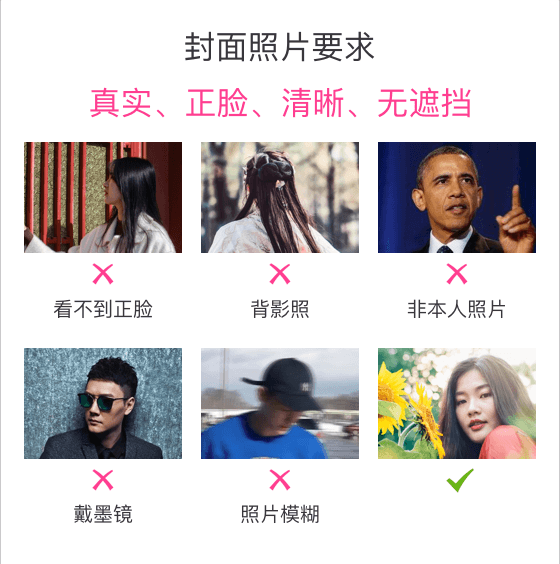 封面照片要求
真实、正脸、清晰、无遮挡
看不到正脸
背影照
非本人照片
戴墨镜
照片模糊